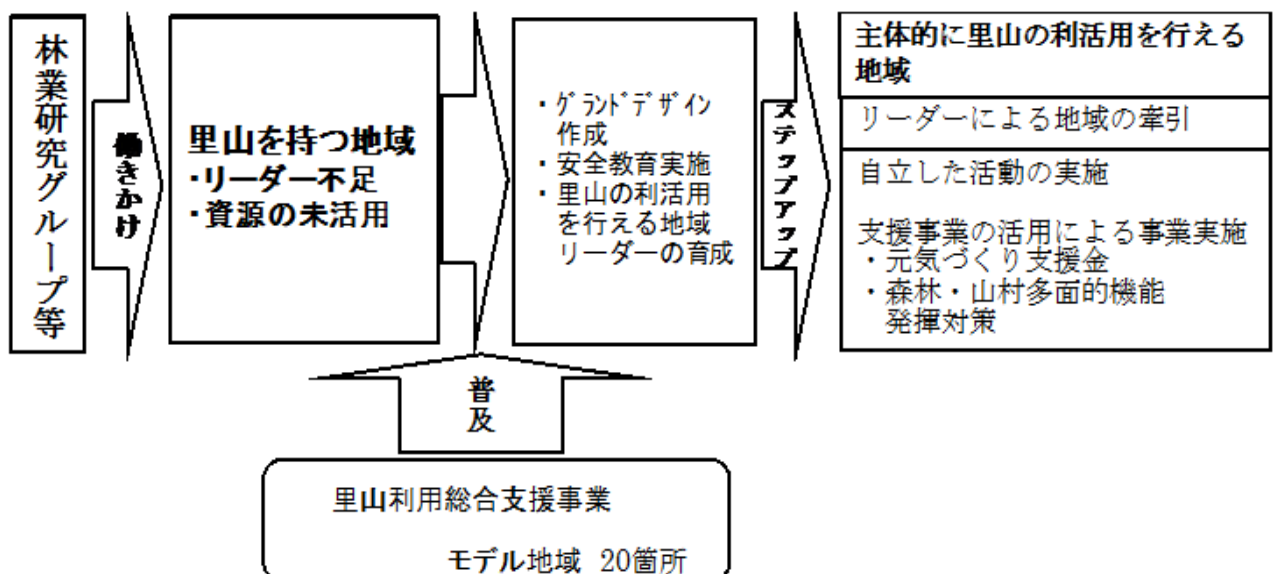 林業研究グループ等
働きかけ
里山を持つ地域
・リーダー不足
・資源の未活用
・グランドデザイン
作成
・安全教育実施
・里山の利活用
を行える地域
リーダーの育成
ステップアップ
主体的に里山の利活用を行える
地域
リーダーによる地域の牽引
自立した活動の実施
支援事業の活用による事業実施
・元気づくり支援金
・森林・山村多面的機能
発揮対策
普及
里山利用総合支援事業
モデル地域 20箇所